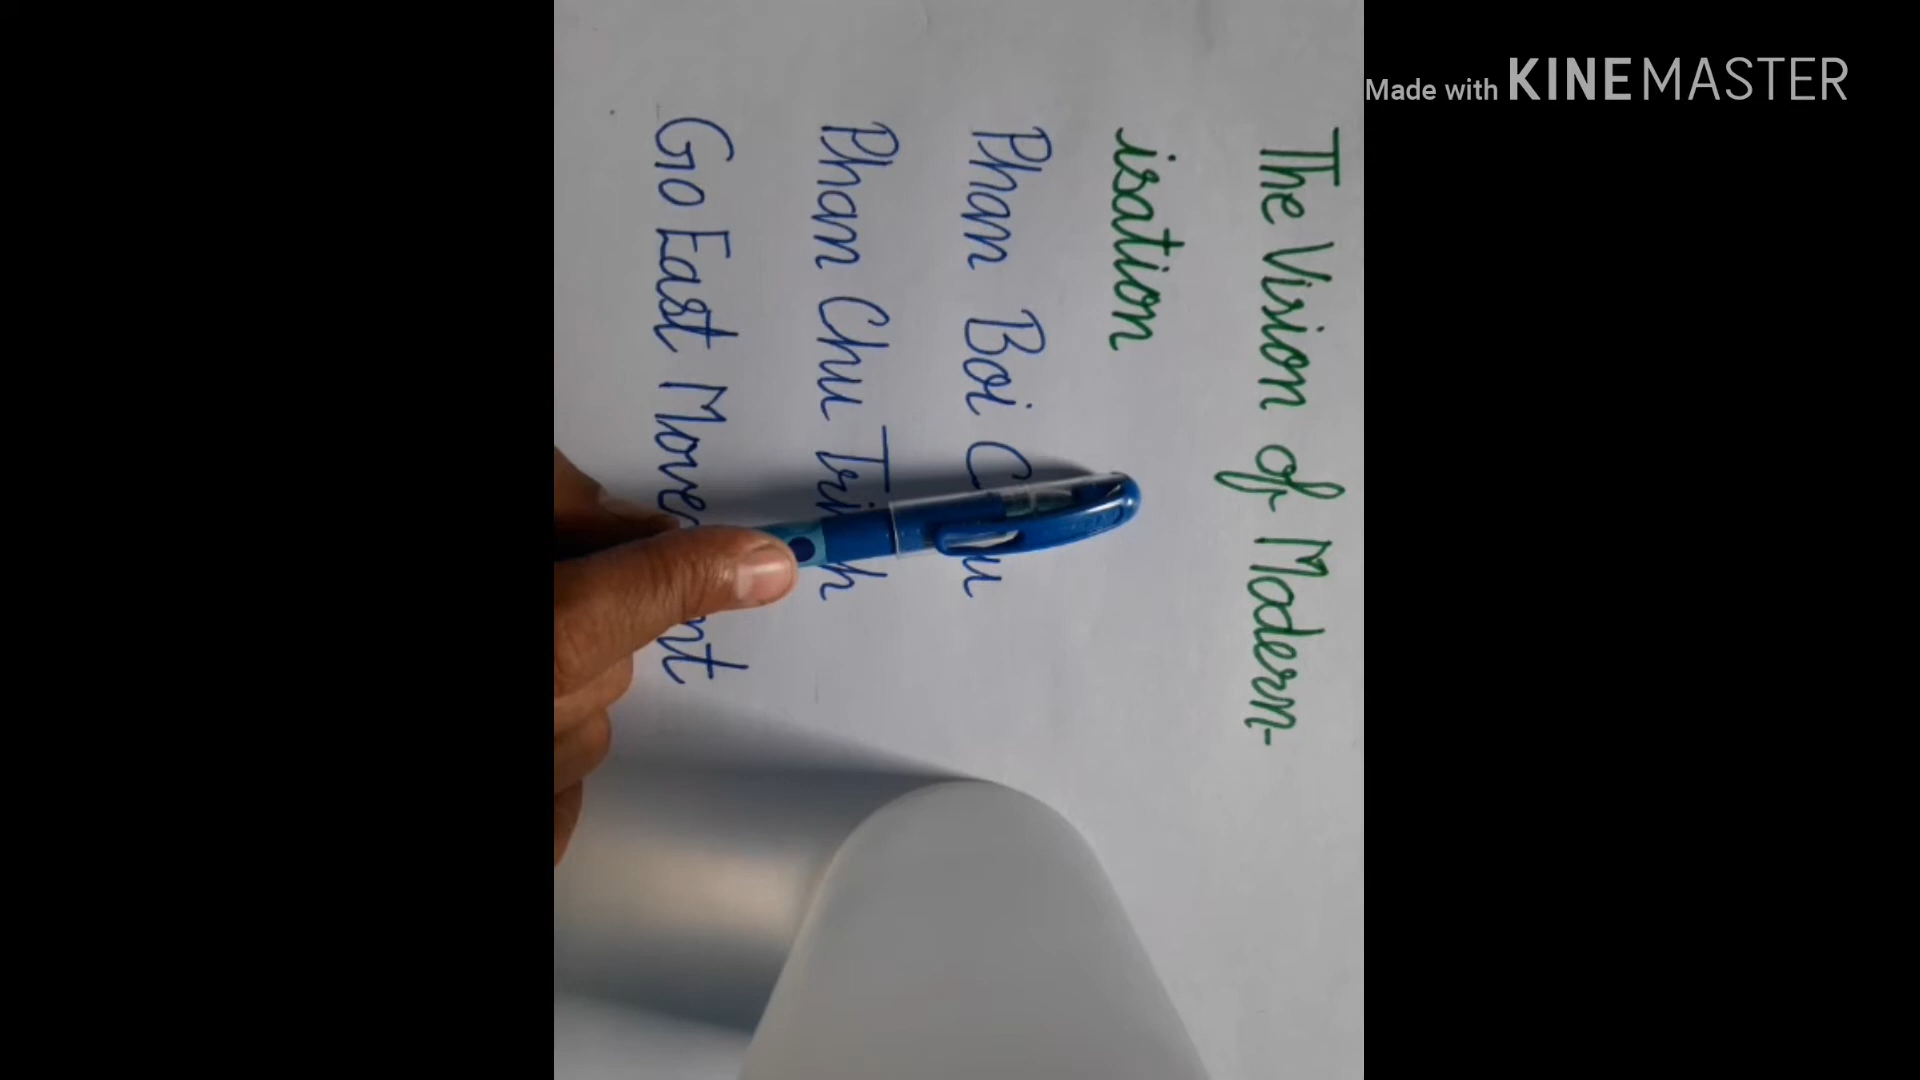 Made with KINEMASTER
The Vision of Modern-
isation
Phan Boi
Phan Chu
Go East